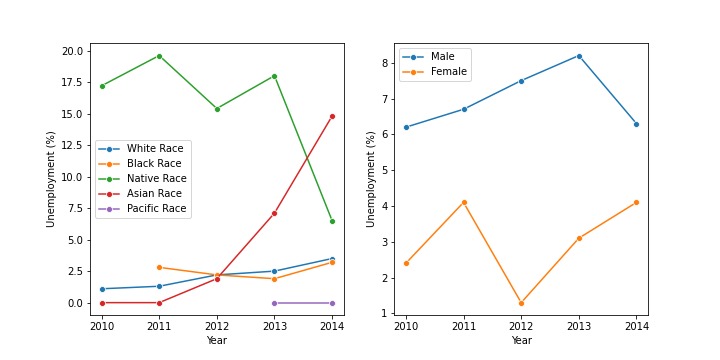 20.0
17.5
15.0
12.5
10.0
7.5
5.0
2.5
0.0
Unemployment (%)
White Race
Black Race
Native Race
Asian Race
Pacific Race
2010 2011 2012 2013 2014
Year
8
7
6
5
4
3
2
1
Unemployment (%)
Male
Female
2010 2011 2012 2013 2014
Year